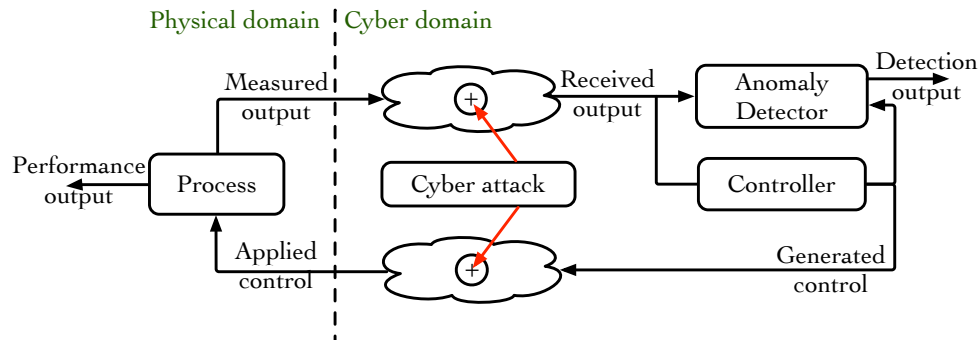 Physical domain
Cyber domain
Measured
output
+
Received
output
Anomaly
Detector
Detection
output
Performance
output
Process
Cyber attack
Controller
Applied
control
+
Generated
control